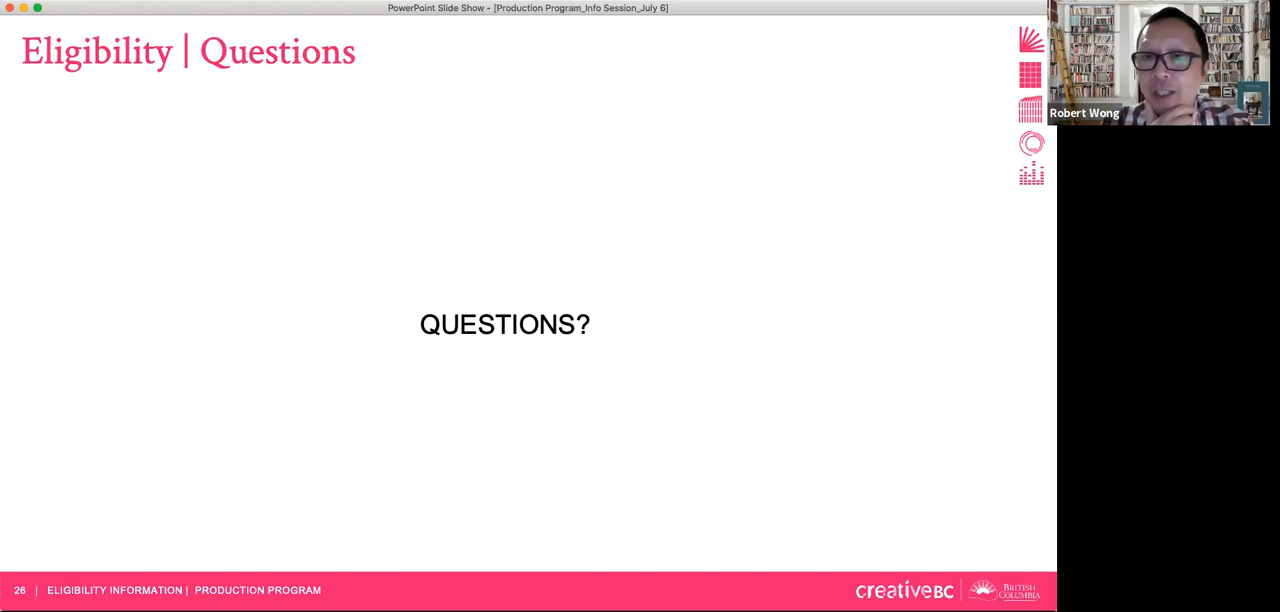 PowerPoint Slide Show - [Production Program_Info Session_July 6]
Eligibility | Questions
Robert Wong
QUESTIONS?
26 | ELIGIBILITY INFORMATION | PRODUCTION PROGRAM
creativeBC
BRITISH
COLUMBIA